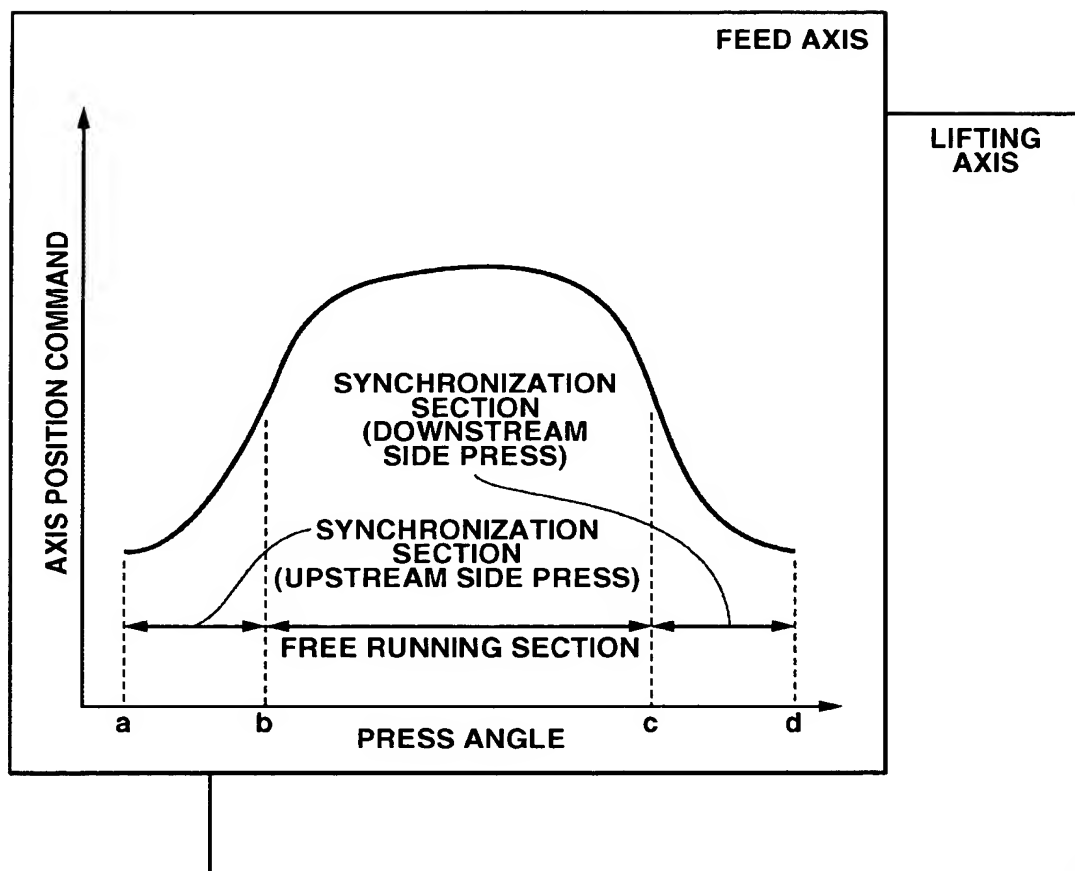 FEED AXIS
LIFTING
AXIS
AXIS POSITION COMMAND
SYNCHRONIZATION
SECTION
(DOWNSTREAM
SIDE PRESS)
SYNCHRONIZATION
SECTION
(UPSTREAM SIDE PRESS)
FREE RUNNING SECTION
a b c d
PRESS ANGLE